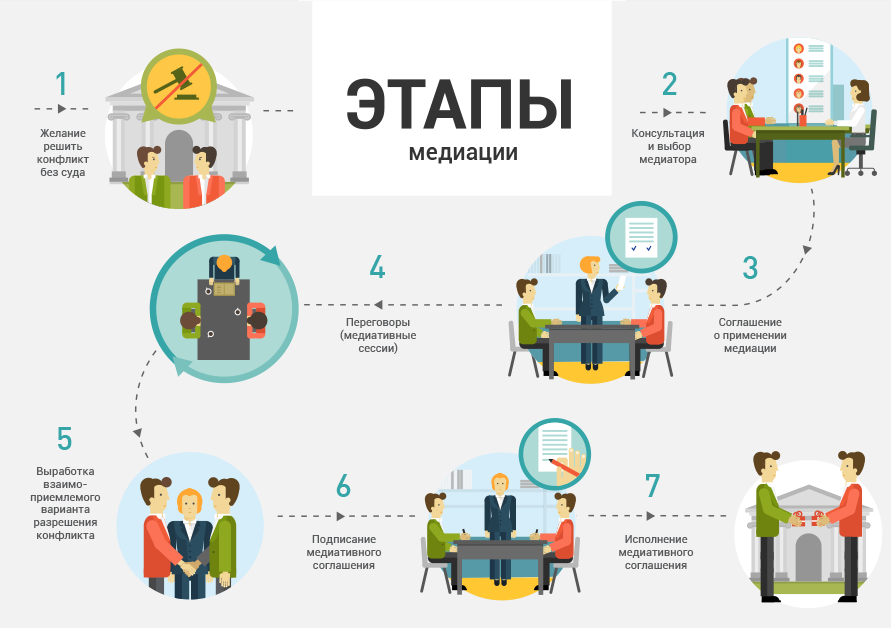 ЭТАПЫ
медиации
1
Желание
решить
конфликт
без суда
2
Консультация
и выбор
медиатора
3
Соглашение
о применении
медиации
4
Переговоры
(медиативные
сессии)
5
Выработка
взаимо-
приемлемого
варианта
разрешения
конфликта
6
Подписание
медиативного
соглашения
7
Исполнение
медиативного
соглашения